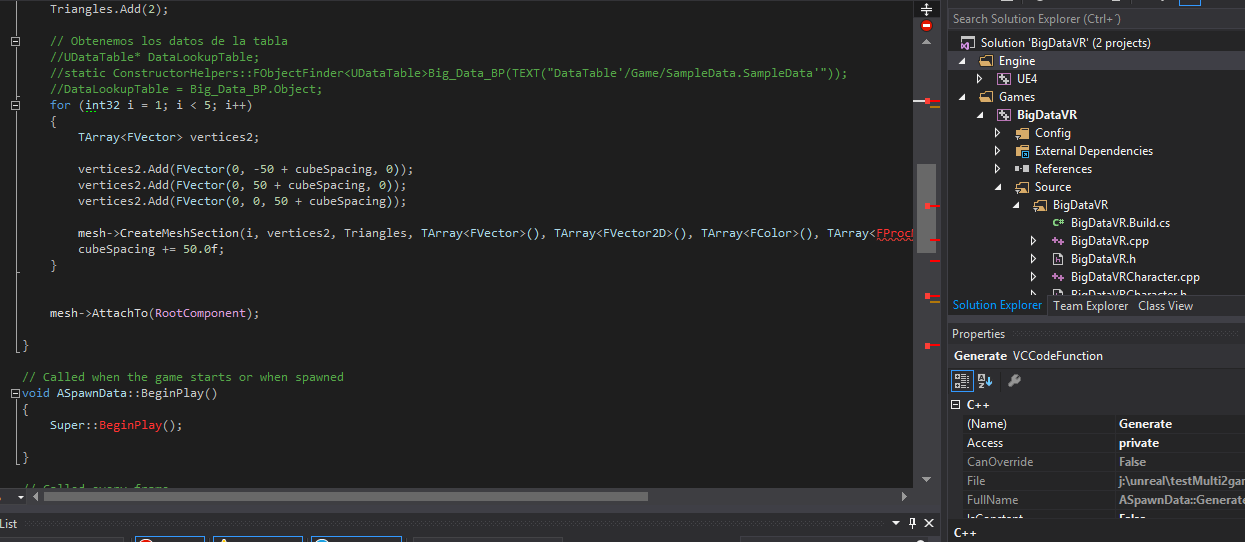 Triangles.Add(2);
// Obtenemos los datos de la tabla
//UDataTable* DataLookupTable;
//static ConstructorHelpers::FObjectFinder<UDataTable>Big_Data_BP(TEXT("DataTable'/Game/SampleData.SampleData'"));
//DataLookupTable = Big_Data_BP.Object;
for (int32 i = 1; i < 5; i++)
{
TArray<FVector> vertices2;
vertices2.Add(FVector(0, -50 + cubeSpacing, 0));
vertices2.Add(FVector(0, 50 + cubeSpacing, 0));
vertices2.Add(FVector(0, 0, 50 + cubeSpacing));
mesh->CreateMeshSection(i, vertices2, Triangles, TArray<FVector>(), TArray<FVector2D>(), TArray<FColor>(), TArray<FProc
cubeSpacing += 50.0f;
}
mesh->AttachTo(RootComponent);
}
// Called when the game starts or when spawned
void ASpawnData::BeginPlay()
{
Super::BeginPlay();
}
// Called every frame
List
Search Solution Explorer (Ctrl+´)
Solution 'BigDataVR' (2 projects)
Engine
UE4
Games
BigDataVR
Config
External Dependencies
References
Source
BigDataVR
BigDataVR.Build.cs
BigDataVR.cpp
BigDataVR.h
BigDataVRCharacter.cpp
BigDataVRCharacter.h
Solution Explorer Team Explorer Class View
Properties
Generate VCCodeFunction
C++
(Name) Generate
Access private
CanOverride False
File j:\unreal\testMulti2gam
FullName ASpawnData::Generate
IsConstant False
C++